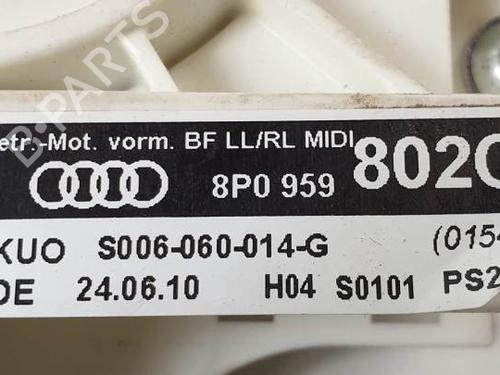 etr.-Mot. vorm. BF LL/RL MIDI
8P0 959 802
KUO S006-060-014-G (0154
DE 24.06.10 H04 S0101 PS2
B-PARTS